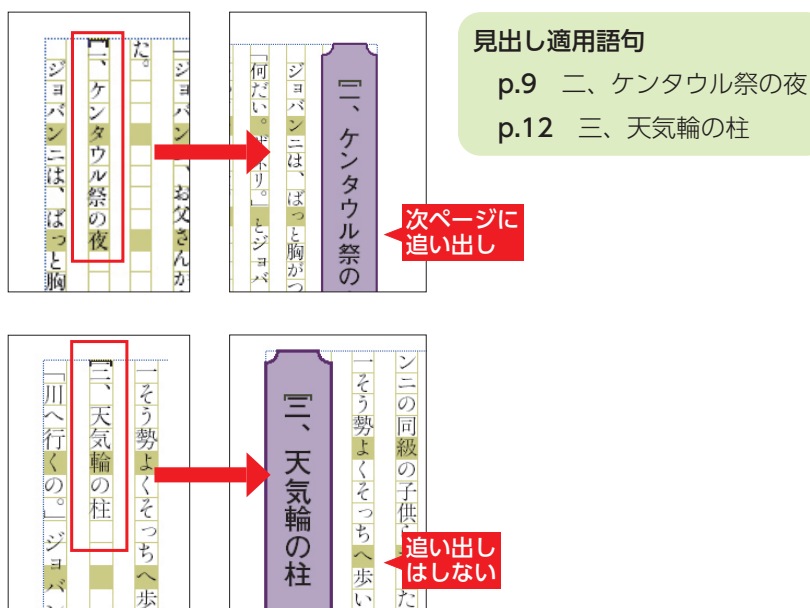 「ジョバンニ、お父さんが
た。
[二、ケンタウル祭の夜
ジョバンニは、ばっと胸
[二、ケンタウル祭の
ジョバンニは、ばっと胸がつ
「何だい。ザネリ。」とジョバ
次ページに
追い出し
見出し適用語句
p.9 二、ケンタウル祭の夜
p.12 三、天気輪の柱
一そう勢よくそっちへ歩
[三、天気輪の柱
「川へ行くの。」ジョバン
ンニの同級の子供
た
一そう勢よくそっちへ歩い
[三、天気輪の柱
追い出し
はしない